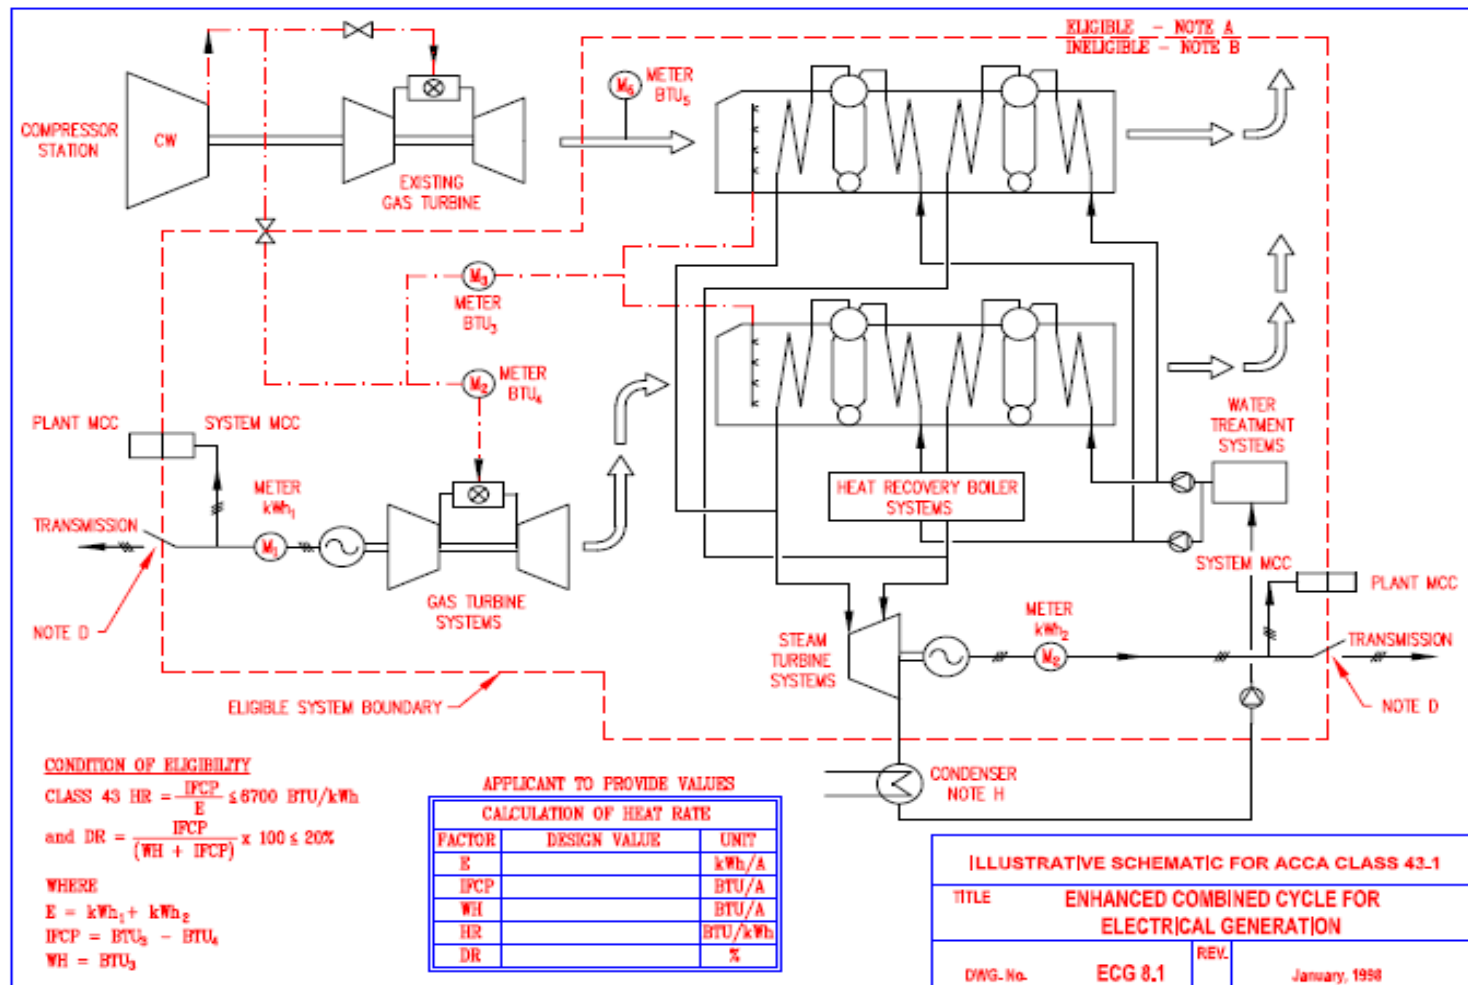 ELIGIBLE - NOTE A
INELIGIBLE - NOTE B
COMPRESSOR
STATION
CW
EXISTING
GAS TURBINE
M5
METER
BTU5
M3
METER
BTU3
M2
METER
BTU4
PLANT MCC
SYSTEM MCC
METER
kWh1
TRANSMISSION
M1
NOTE D
GAS TURBINE
SYSTEMS
ELIGIBLE SYSTEM BOUNDARY
WATER
TREATMENT
SYSTEMS
HEAT RECOVERY BOILER
SYSTEMS
SYSTEM MCC
PLANT MCC
STEAM
TURBINE
SYSTEMS
METER
kWh2
M2
TRANSMISSION
NOTE D
CONDENSER
NOTE H
CONDITION OF ELIGIBILITY
CLASS 43 HR = IFCP / E ≤ 6700 BTU/kWh
and DR = IFCP / (WH + IFCP) x 100 ≤ 20%
WHERE
E = kWh1 + kWh2
IFCP = BTU3 - BTU4
WH = BTU3
APPLICANT TO PROVIDE VALUES
CALCULATION OF HEAT RATE
FACTOR DESIGN VALUE UNIT
E kWh/A
IFCP BTU/A
WH BTU/A
HR BTU/kWh
DR %
ILLUSTRATIVE SCHEMATIC FOR ACCA CLASS 43.1
TITLE ENHANCED COMBINED CYCLE FOR
ELECTRICAL GENERATION
DWG. No. ECG 8.1 REV. January, 1998